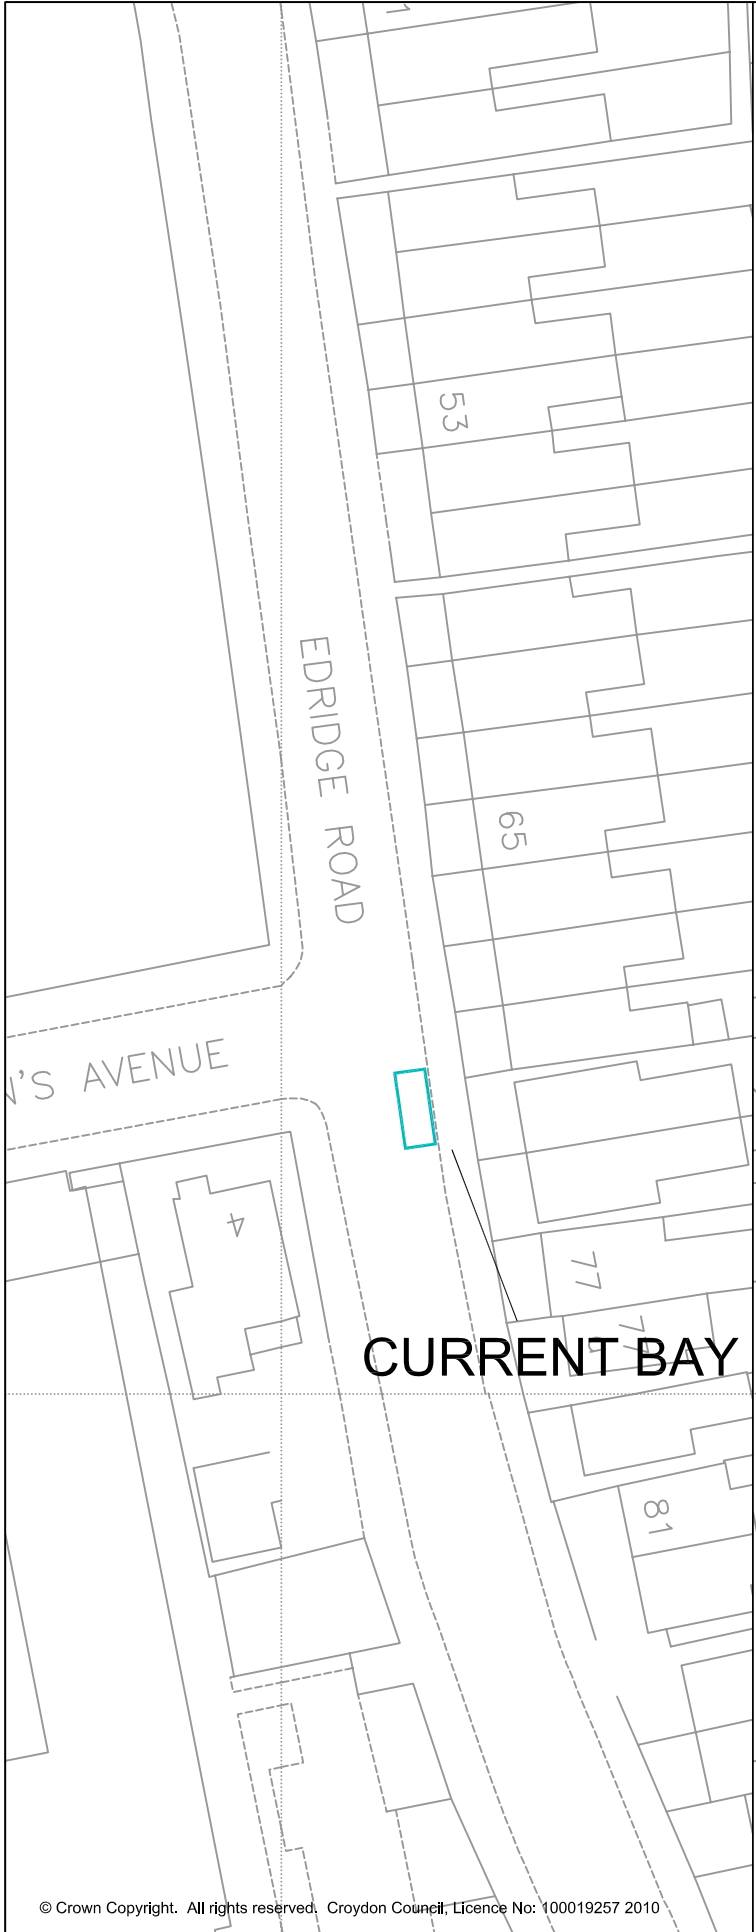 53
EDRIDGE ROAD
65
N'S AVENUE
4
77
CURRENT BAY
81
© Crown Copyright. All rights reserved. Croydon Council, Licence No: 100019257 2010